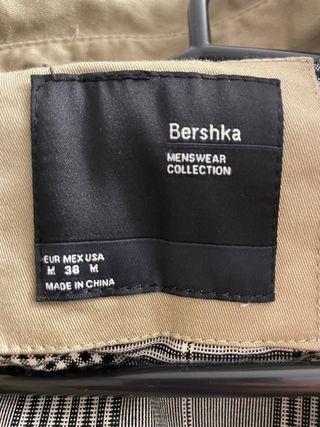 Bershka
MENSWEAR
COLLECTION
EUR MEX USA
M 38 M
MADE IN CHINA